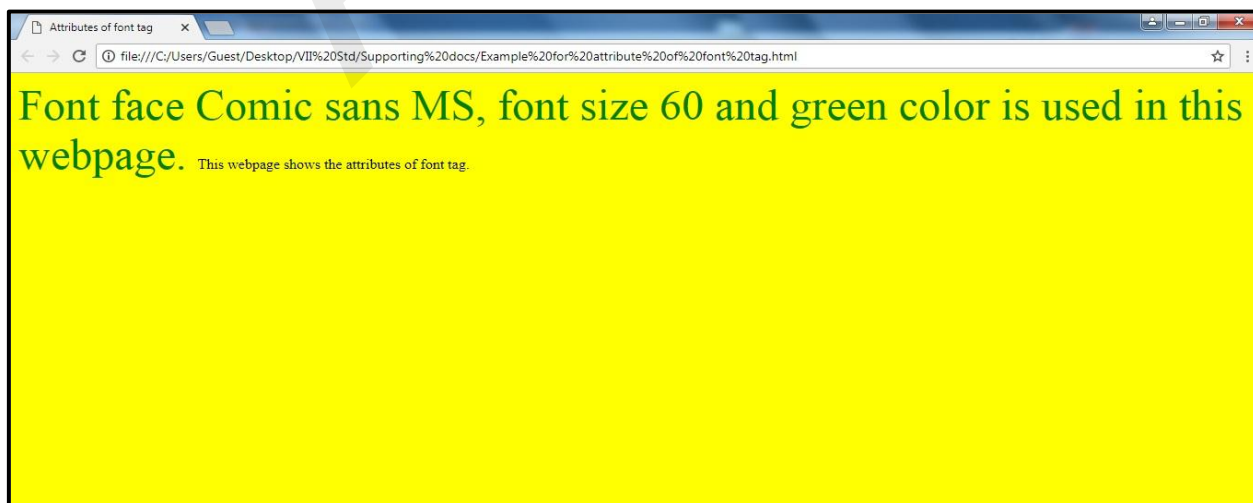 Attributes of font tag
file:///C:/Users/Guest/Desktop/VII%20Std/Supporting%20docs/Example%20for%20attribute%20of%20font%20tag.html
Font face Comic sans MS, font size 60 and green color is used in this
webpage. This webpage shows the attributes of font tag.